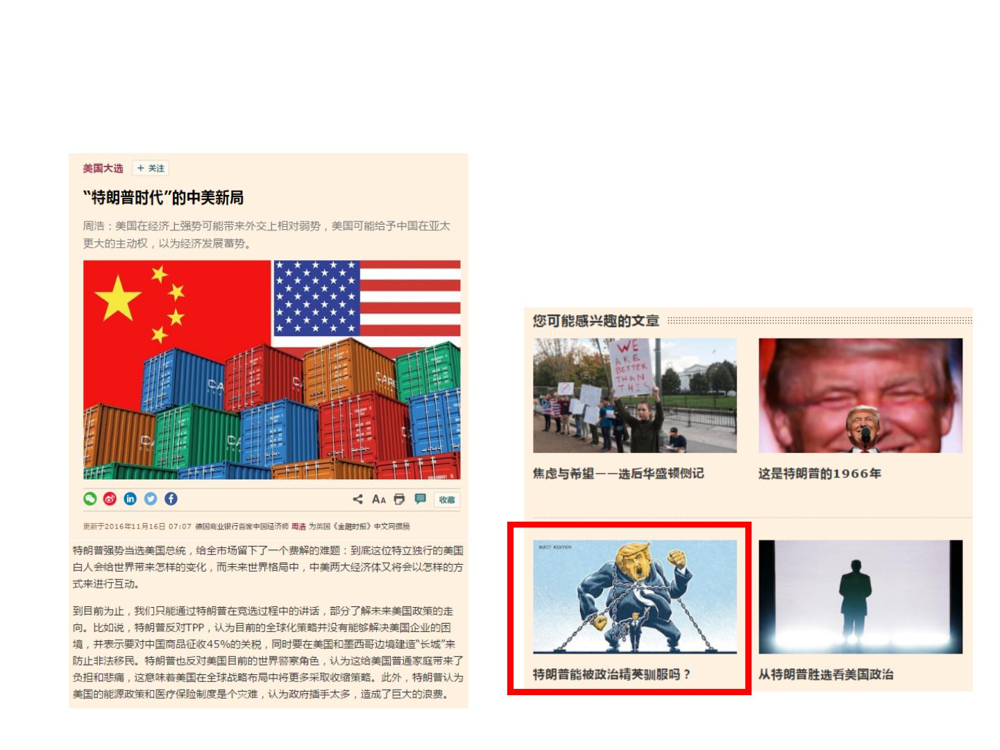 美国大选 + 关注
“特朗普时代”的中美新局
周浩：美国在经济上强势可能带来外交上相对弱势，美国可能给予中国在亚太
更大的主动权，以为经济发展蓄势。
AA 收藏
更新于2016年11月16日 07:07 德国商业银行首席中国经济师 周浩 为英国《金融时报》中文网撰稿
特朗普强势当选美国总统，给全市场留下了一个费解的难题：到底这位特立独行的美国
白人会给世界带来怎样的变化，而未来世界格局中，中美两大经济体又将会以怎样的方
式来进行互动。
到目前为止，我们只能通过特朗普在竞选过程中的讲话，部分了解未来美国政策的走
向。比如说，特朗普反对TPP，认为目前的全球化策略并没有能够解决美国企业的困
境，并表示要对中国商品征收45%的关税，同时要在美国和墨西哥边境建造“长城”来
防止非法移民。特朗普也反对美国目前的世界警察角色，认为这给美国普通家庭带来了
负担和悲痛，这意味着美国在全球战略布局中将更多采取收缩策略。此外，特朗普认为
美国的能源政策和医疗保险制度是个灾难，认为政府插手太多，造成了巨大的浪费。
您可能感兴趣的文章
WE
ARE
BETTER
THAN
THIS
焦虑与希望——选后华盛顿侧记
这是特朗普的1966年
MATT KENYON
特朗普能被政治精英驯服吗？
从特朗普胜选看美国政治